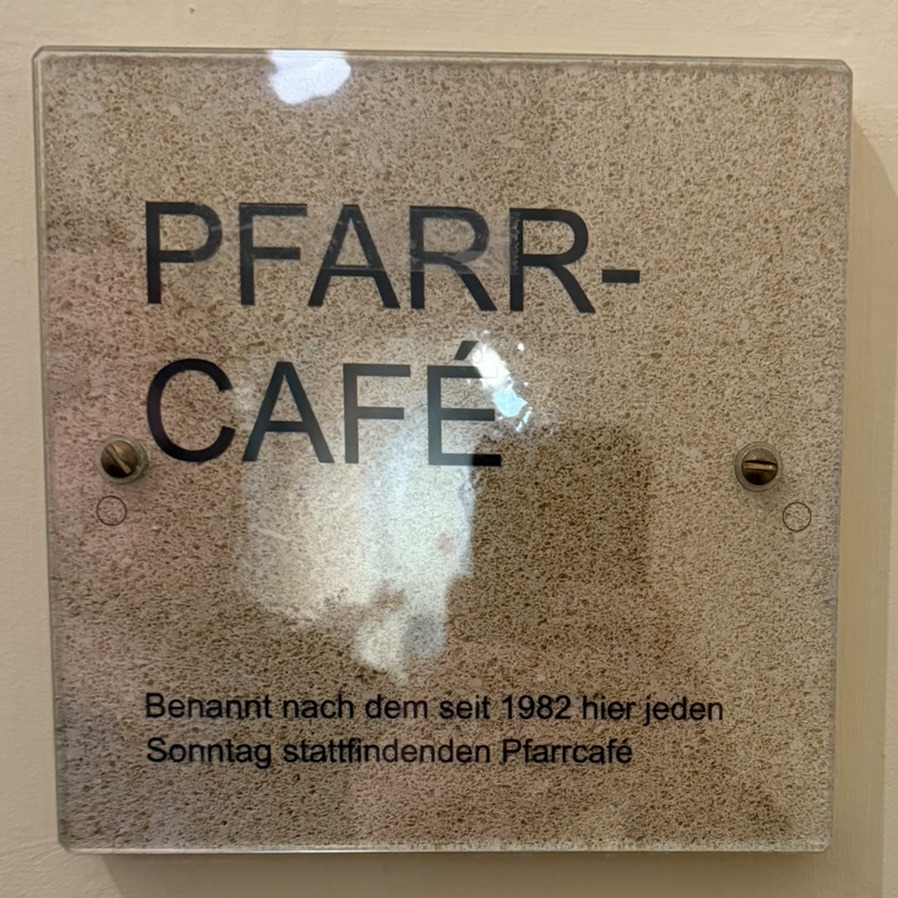 PFARR-
CAFÉ
Benannt nach dem seit 1982 hier jeden
Sonntag stattfindenden Pfarrcafé